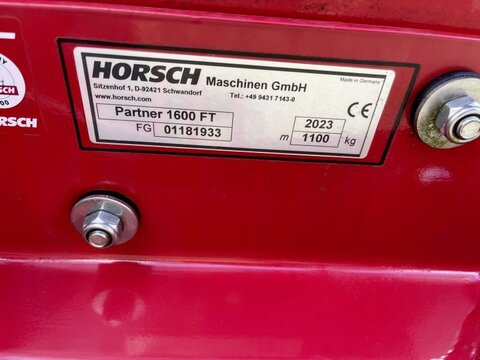 HORSCH Maschinen GmbH
Made in Germany
Sitzenhof 1, D-92421 Schwandorf
www.horsch.com Tel.: +49 9431 7143-0
CE
Partner 1600 FT
2023
FG 01181933
m 1100 kg
HORSCH